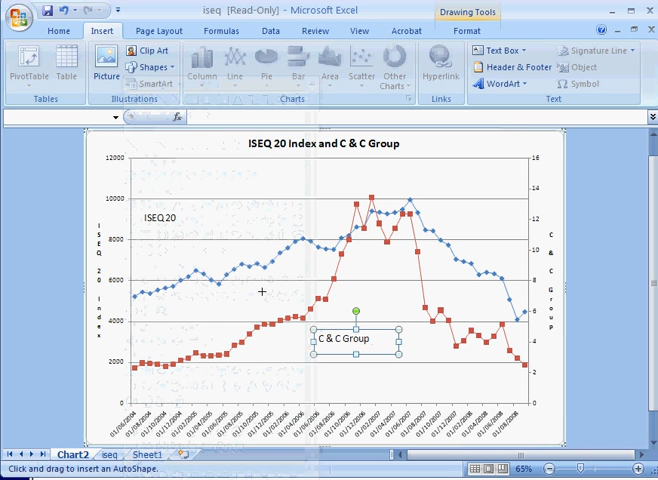 iseq [Read-Only] - Microsoft Excel
Drawing Tools
Home Insert Page Layout Formulas Data Review View Acrobat Format
PivotTable Table
Tables
Picture
Clip Art
Shapes
SmartArt
Illustrations
Column Line Pie Bar Area Scatter Other Charts
Charts
Hyperlink
Links
Text Box
Header & Footer
WordArt
Signature Line
Object
Symbol
Text
fx
ISEQ 20 Index and C & C Group
12000
10000
8000
6000
4000
2000
0
16
14
12
10
8
6
4
2
0
ISEQ 20 Index
C & C Group
ISEQ 20
C & C Group
01/06/2004
01/08/2004
01/10/2004
01/12/2004
01/02/2005
01/04/2005
01/06/2005
01/08/2005
01/10/2005
01/12/2005
01/02/2006
01/04/2006
01/06/2006
01/08/2006
01/10/2006
01/12/2006
01/02/2007
01/04/2007
01/06/2007
01/08/2007
01/10/2007
01/12/2007
01/02/2008
01/04/2008
01/06/2008
01/08/2008
Chart2 iseq Sheet1
Click and drag to insert an AutoShape.
65%